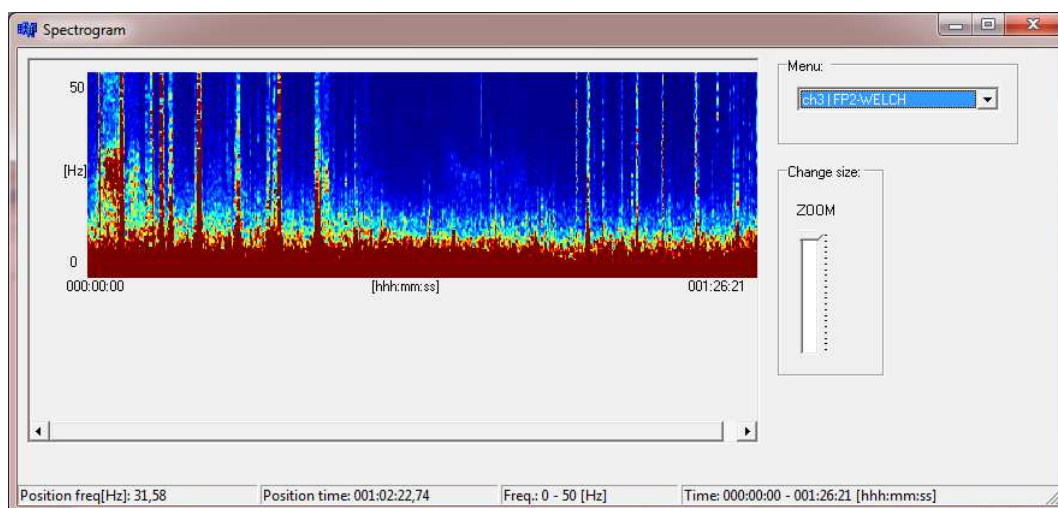 Spectrogram
50
[Hz]
0
000:00:00 [hhh:mm:ss] 001:26:21
Menu:
ch3 | FP2-WELCH
Change size:
ZOOM
Position freq[Hz]: 31,58 Position time: 001:02:22,74 Freq.: 0 - 50 [Hz] Time: 000:00:00 - 001:26:21 [hhh:mm:ss]